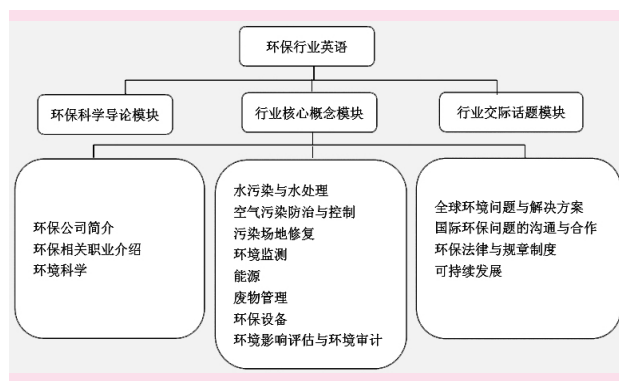 环保行业英语
环保科学导论模块
行业核心概念模块
行业交际话题模块
环保公司简介
环保相关职业介绍
环境科学
水污染与水处理
空气污染防治与控制
污染场地修复
环境监测
能源
废物管理
环保设备
环境影响评估与环境审计
全球环境问题与解决方案
国际环保问题的沟通与合作
环保法律与规章制度
可持续发展